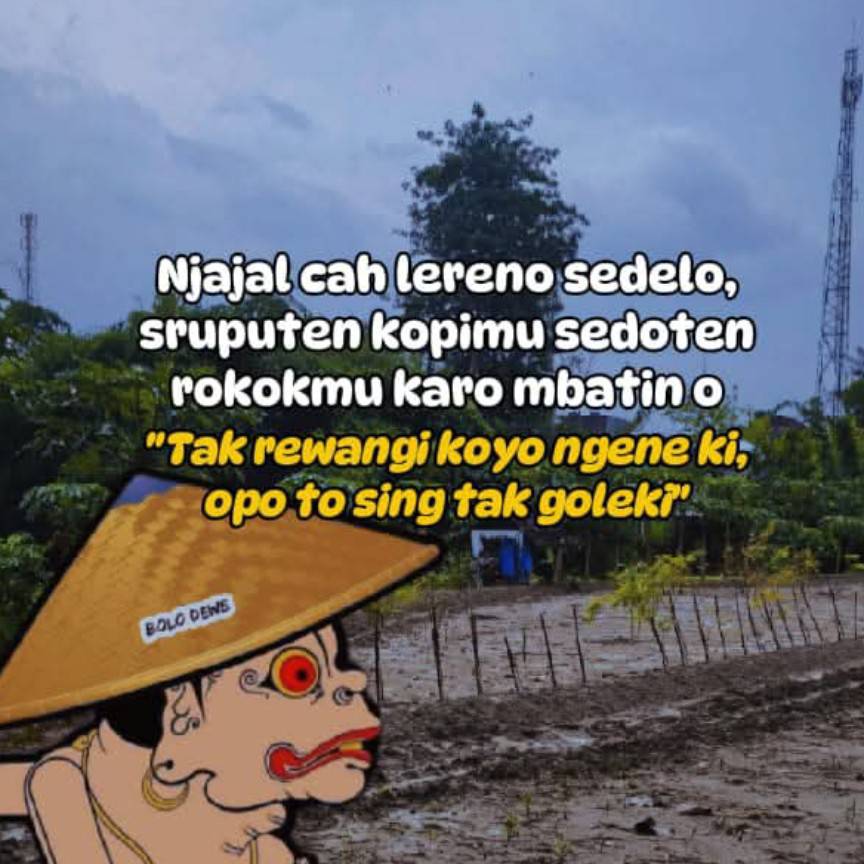 Njajal cah lereno sedelo,
sruputen kopimu sedoten
rokokmu karo mbatin o
"Tak rewangi koyo ngene ki,
opo to sing tak goleki"
BOLO DEWE